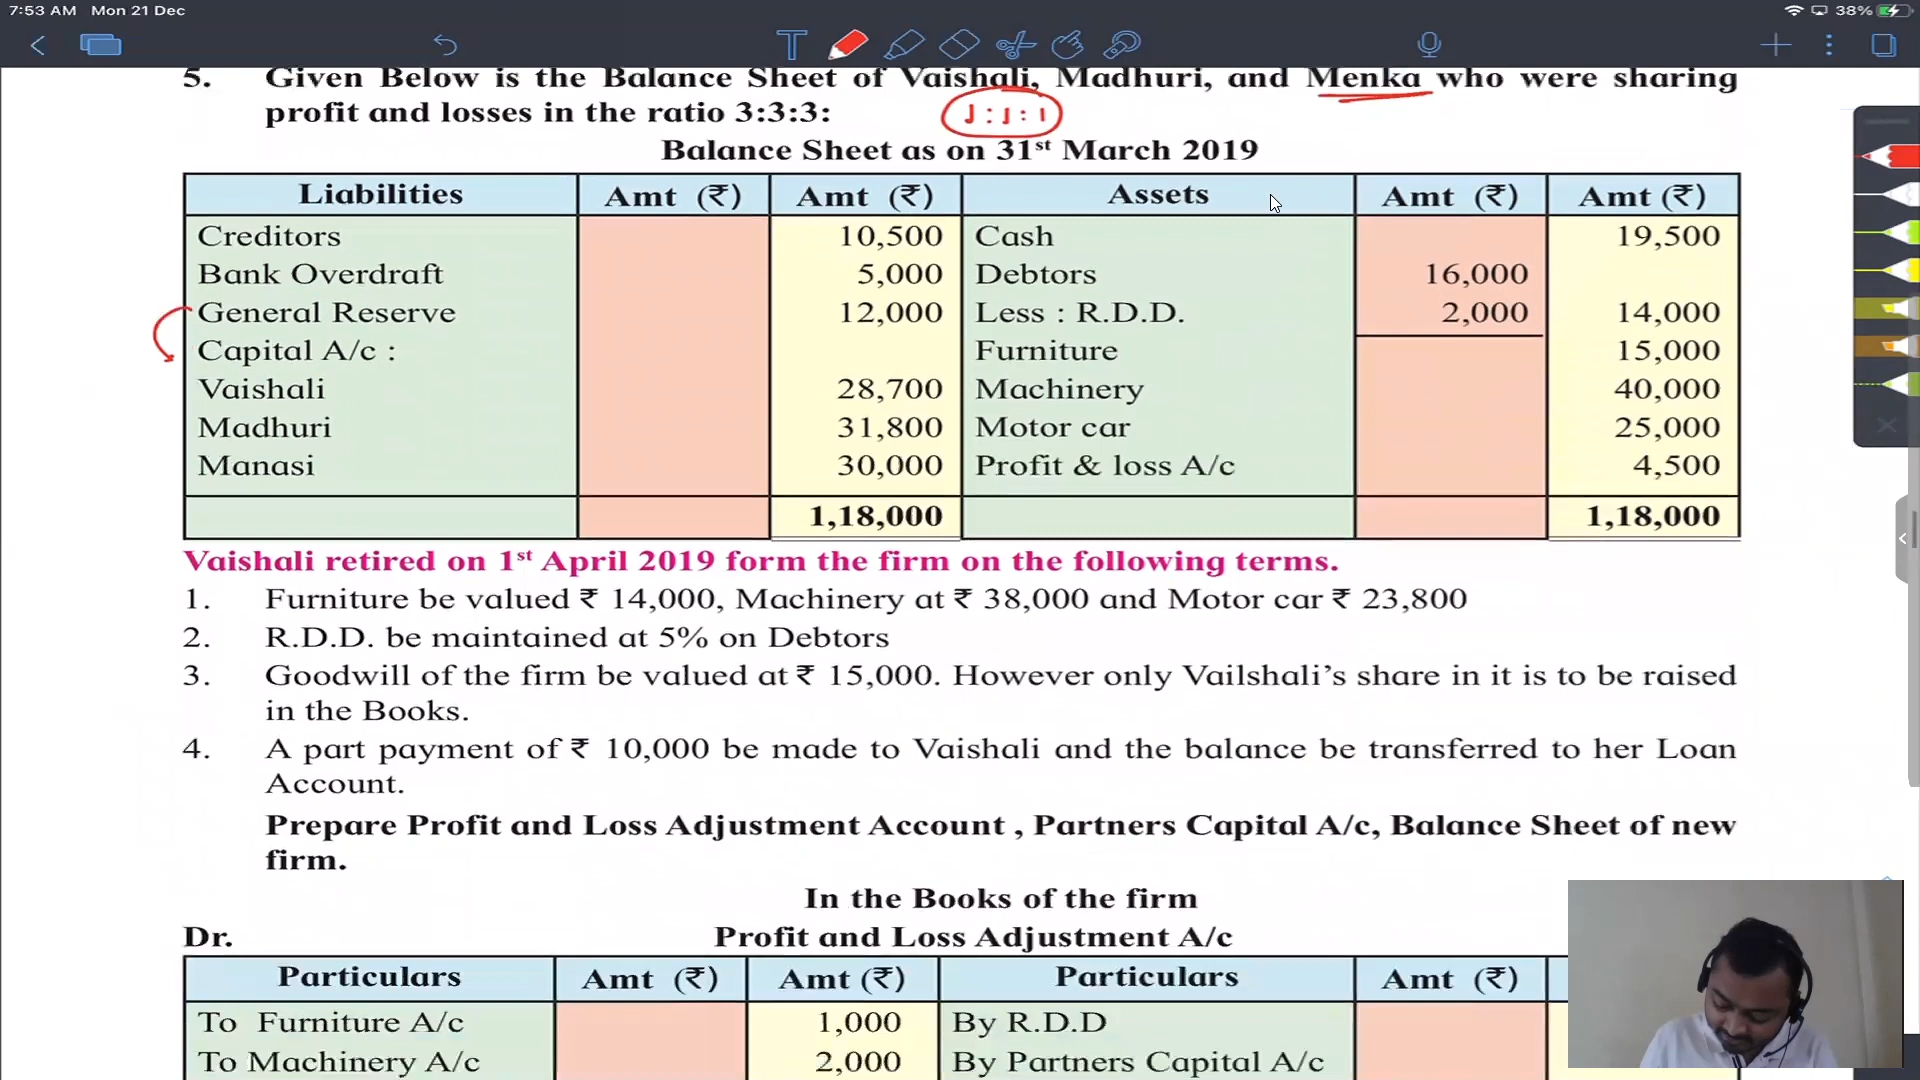 7:53 AM Mon 21 Dec
38%
5. Given Below is the Balance Sheet of Vaishali, Madhuri, and Menka who were sharing
profit and losses in the ratio 3:3:3:
1:1:1
Balance Sheet as on 31st March 2019
Liabilities Amt (₹) Amt (₹) Assets Amt (₹) Amt (₹)
Creditors 10,500 Cash 19,500
Bank Overdraft 5,000 Debtors 16,000
General Reserve 12,000 Less : R.D.D. 2,000 14,000
Capital A/c : Furniture 15,000
Vaishali 28,700 Machinery 40,000
Madhuri 31,800 Motor car 25,000
Manasi 30,000 Profit & loss A/c 4,500
1,18,000 1,18,000
Vaishali retired on 1st April 2019 form the firm on the following terms.
1. Furniture be valued ₹ 14,000, Machinery at ₹ 38,000 and Motor car ₹ 23,800
2. R.D.D. be maintained at 5% on Debtors
3. Goodwill of the firm be valued at ₹ 15,000. However only Vailshali's share in it is to be raised
in the Books.
4. A part payment of ₹ 10,000 be made to Vaishali and the balance be transferred to her Loan
Account.
Prepare Profit and Loss Adjustment Account , Partners Capital A/c, Balance Sheet of new
firm.
In the Books of the firm
Dr. Profit and Loss Adjustment A/c
Particulars Amt (₹) Amt (₹) Particulars Amt (₹)
To Furniture A/c 1,000 By R.D.D
To Machinery A/c 2,000 By Partners Capital A/c